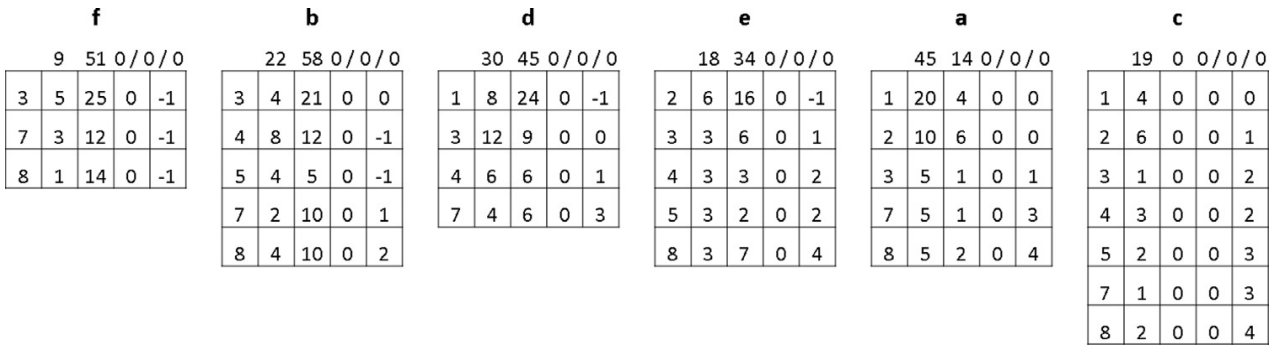 f b d e a c
9 51 0 / 0 / 0 22 58 0 / 0 / 0 30 45 0 / 0 / 0 18 34 0 / 0 / 0 45 14 0 / 0 / 0 19 0 0 / 0 / 0
3 5 25 0 -1 3 4 21 0 0 1 8 24 0 -1 2 6 16 0 -1 1 20 4 0 0 1 4 0 0 0
7 3 12 0 -1 4 8 12 0 -1 3 12 9 0 0 3 3 6 0 1 2 10 6 0 0 2 6 0 0 1
8 1 14 0 -1 5 4 5 0 -1 4 6 6 0 1 4 3 3 0 2 3 5 1 0 1 3 1 0 0 2
7 2 10 0 1 7 4 6 0 3 5 3 2 0 2 7 5 1 0 3 4 3 0 0 2
8 4 10 0 2 8 3 7 0 4 8 5 2 0 4 5 2 0 0 3
7 1 0 0 3
8 2 0 0 4